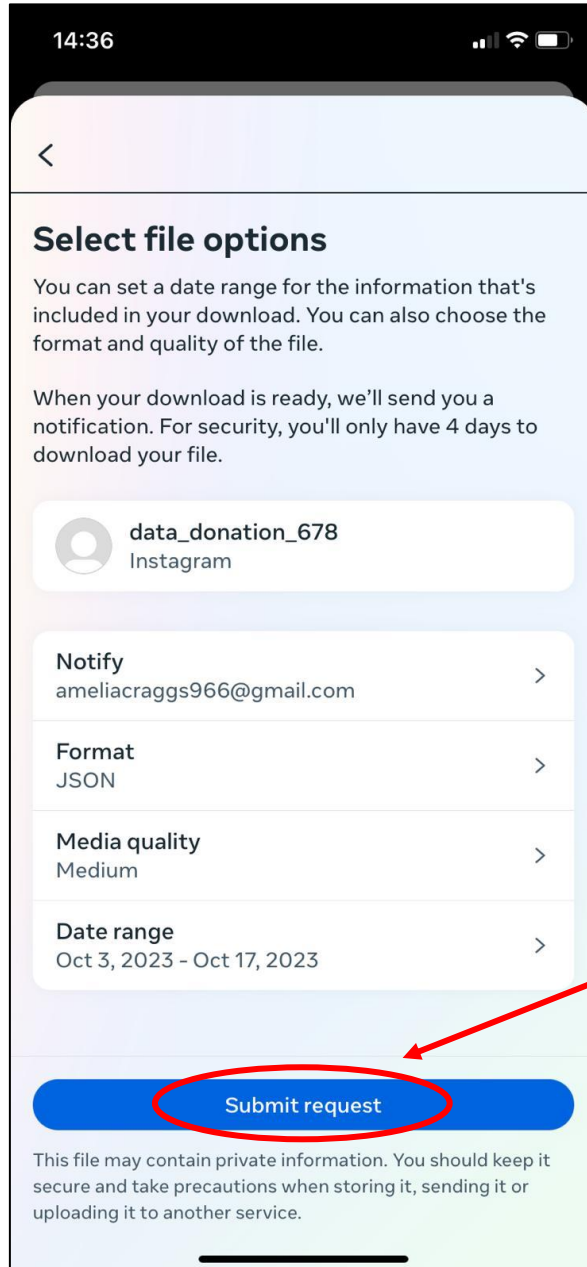 14:36
Select file options
You can set a date range for the information that's
included in your download. You can also choose the
format and quality of the file.
When your download is ready, we’ll send you a
notification. For security, you'll only have 4 days to
download your file.
data_donation_678
Instagram
Notify
ameliacraggs966@gmail.com
Format
JSON
Media quality
Medium
Date range
Oct 3, 2023 - Oct 17, 2023
Submit request
This file may contain private information. You should keep it
secure and take precautions when storing it, sending it or
uploading it to another service.